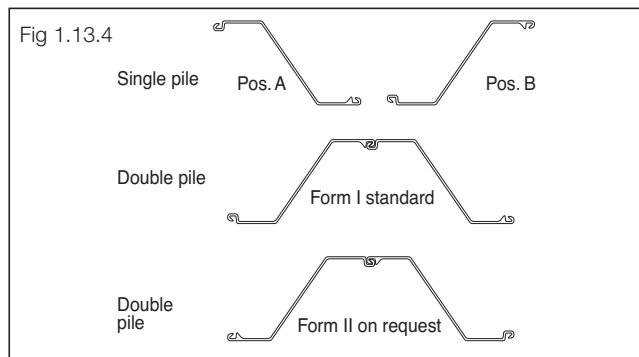 Fig 1.13.4
Single pile
Pos. A
Pos. B
Double pile
Form I standard
Double
pile
Form II on request